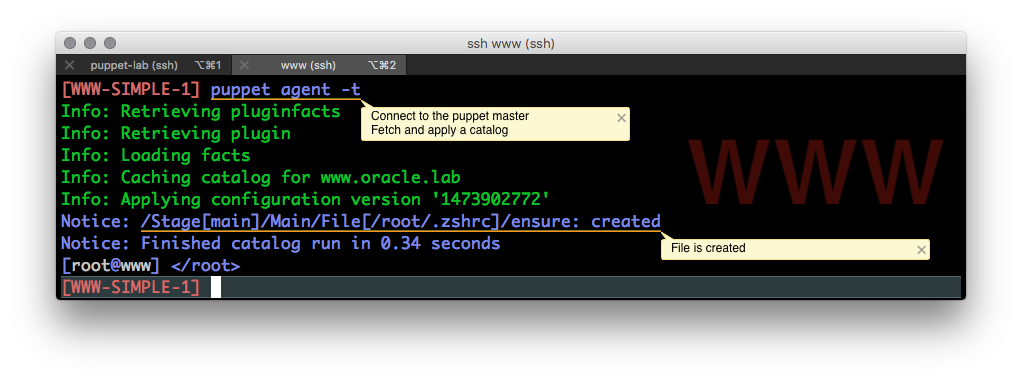 ssh www (ssh)
puppet-lab (ssh) ⌥⌘1 www (ssh) ⌥⌘2
[WWW-SIMPLE-1] puppet agent -t
Info: Retrieving pluginfacts
Connect to the puppet master
Fetch and apply a catalog
Info: Retrieving plugin
Info: Loading facts
Info: Caching catalog for www.oracle.lab
Info: Applying configuration version '1473902772'
WWW
Notice: /Stage[main]/Main/File[/root/.zshrc]/ensure: created
Notice: Finished catalog run in 0.34 seconds
File is created
[root@www] </root>
[WWW-SIMPLE-1]